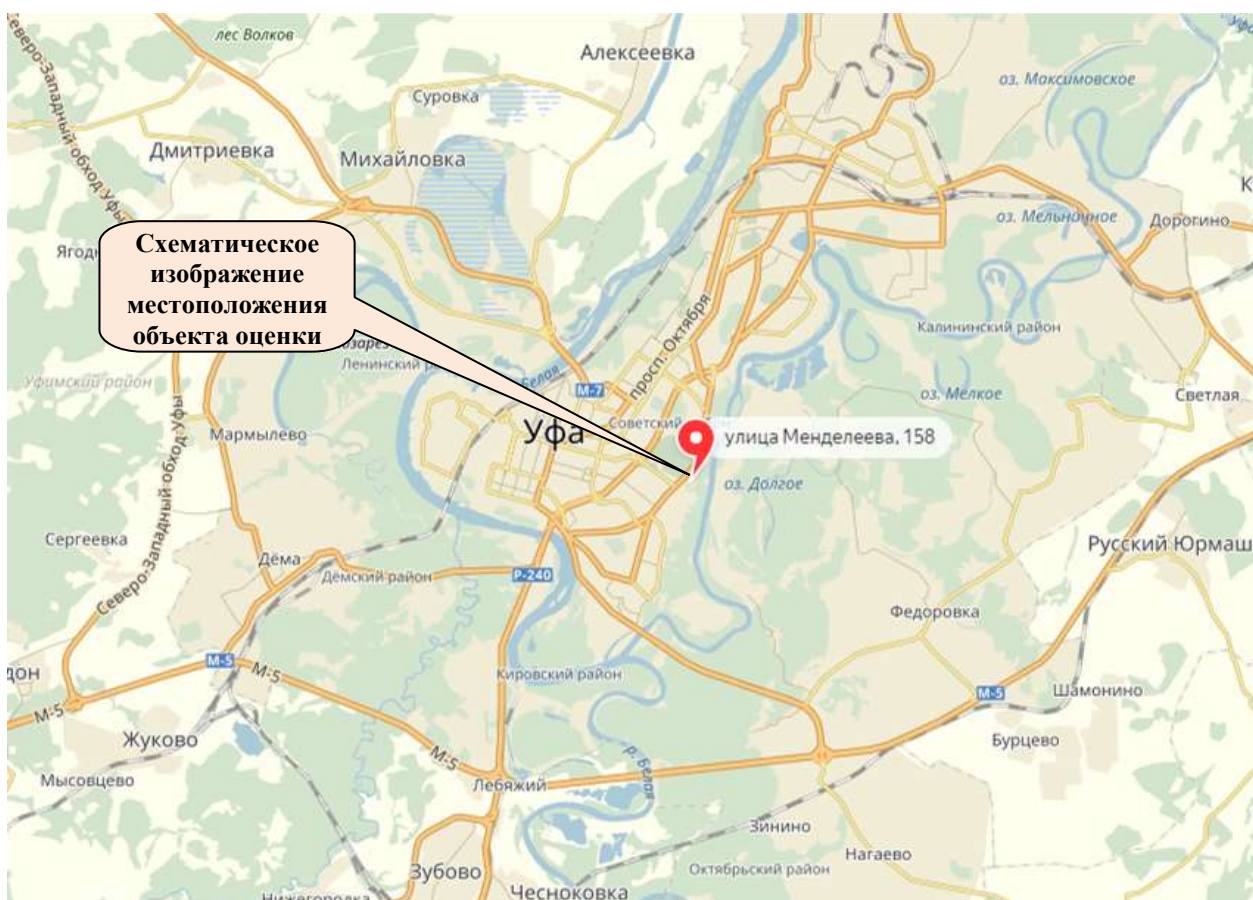 лес Волков
Алексеевка
Северо-Западный обход Уфы
оз. Максимовское
Суровка
Дмитриевка
Михайловка
оз. Мельничное
Дорогино
Схематическое
изображение
местоположения
объекта оценки
просп. Октября
Калининский район
Белая
М-7
Уфимский район
оз. Мелкое
Светлая
Мармылево
Уфа
улица Менделеева, 158
оз. Долгое
Сергеевка
Северо-Западный обход Уфы
Дёма
Дёмский район
Р-240
Русский Юрмаш
Федоровка
М-5
М-5
Кировский район
М-5
Шамонино
М-5
Жуково
Бурцево
М-5
р. Белая
Мысовцево
Лебяжий
Зинино
Нагаево
Зубово
Октябрьский район
Чесноковка